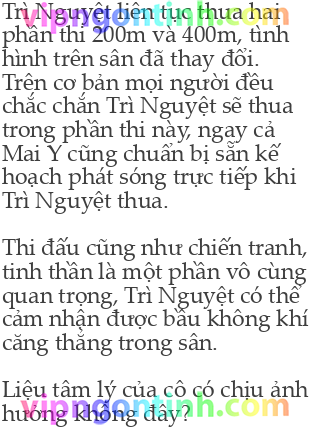 Trì Nguyệt liên tục thua hai
phần thi 200m và 400m, tình
hình trên sân đã thay đổi.
Trên cơ bản mọi người đều
chắc chắn Trì Nguyệt sẽ thua
trong phần thi này, ngay cả
Mai Y cũng chuẩn bị sẵn kế
hoạch phát sóng trực tiếp khi
Trì Nguyệt thua.
Thi đấu cũng như chiến tranh,
tinh thần là một phần vô cùng
quan trọng, Trì Nguyệt có thể
cảm nhận được bầu không khí
căng thẳng trong sân.
Liệu tâm lý của cô có chịu ảnh
hưởng không đây?
vipngontinh.com vipngontinh.com
vipngontinh.com